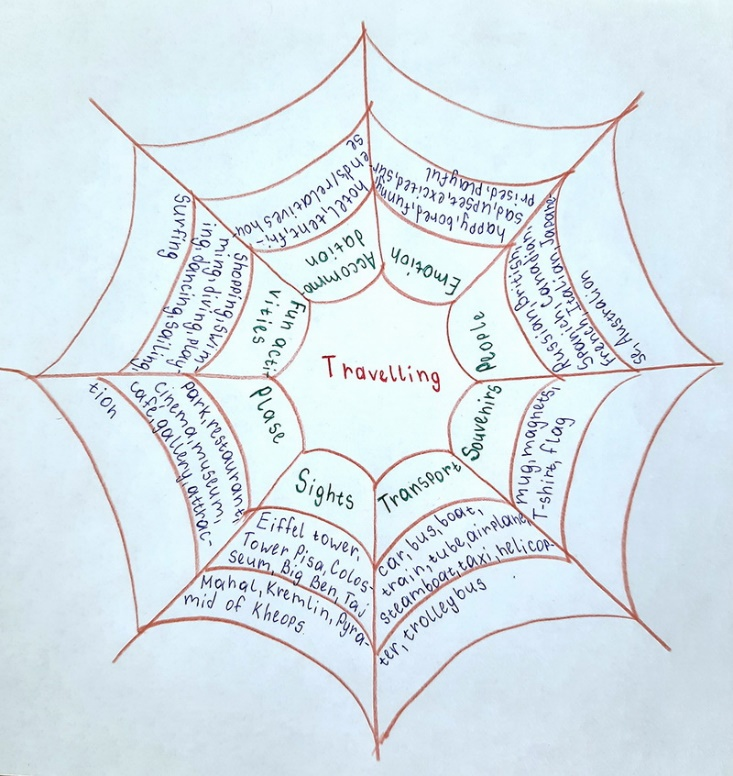 Travelling
Emotion
happy, bored, funny,
sad, upset, excited, sur
prised, playful
People
Russian, British,
Spanich, Canadian,
french, Italian, Japane
se, Australion
Souvenirs
mug, magnets,
T-shirt, flag
Transport
car, bus, boat,
train, tube, airplane,
steamboat, taxi, helicop-
ter, trolleybus
Sights
Eiffel tower,
Tower Pisa, Colos-
seum, Big Ben, Taj
Mahal, Kremlin, Pyra-
mid of Kheops
Plase
park, restaurant,
cinema, museum,
café, gallery, attrac-
tion
Fun acti
vities
shopping, swim-
ming, diving, play
ing, dancing, sailing,
surfing
Accommo-
dation
hotel, tent, fri-
ends/relatives hou
se